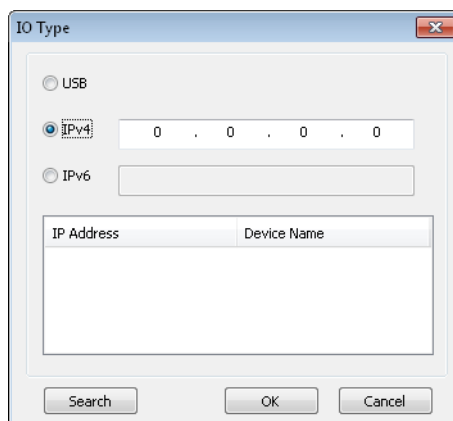 IO Type
USB
IPv4 0 . 0 . 0 . 0
IPv6
IP Address Device Name
Search OK Cancel